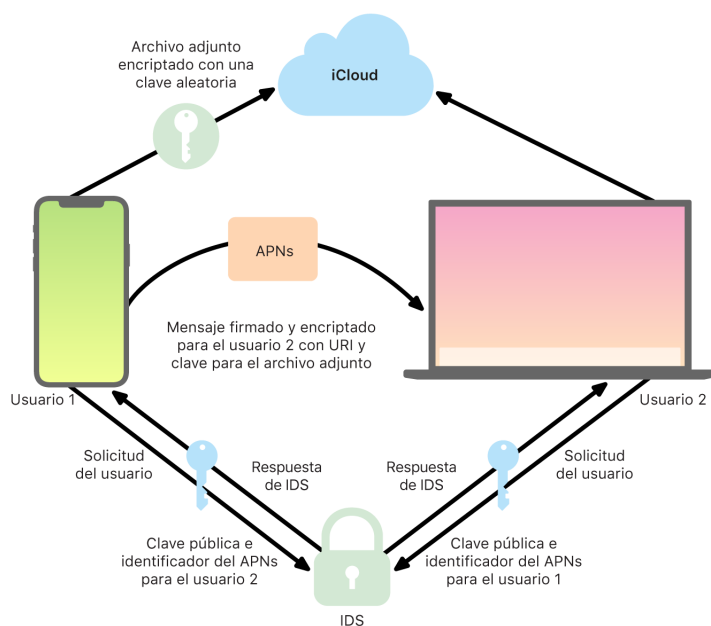 Archivo adjunto
encriptado con una
clave aleatoria
iCloud
APNs
Mensaje firmado y encriptado
para el usuario 2 con URI y
clave para el archivo adjunto
Usuario 1
Usuario 2
Solicitud
del usuario
Respuesta
de IDS
Respuesta
de IDS
Solicitud
del usuario
Clave pública e
identificador del APNs
para el usuario 2
Clave pública e
identificador del APNs
para el usuario 1
IDS